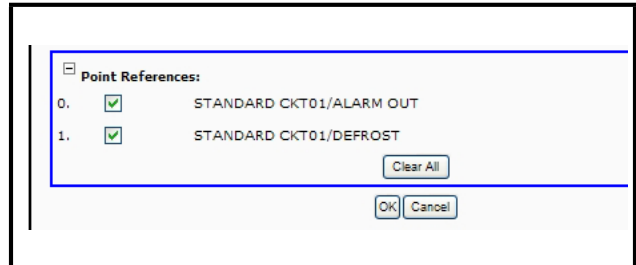 Point References:
0. STANDARD CKT01/ALARM OUT
1. STANDARD CKT01/DEFROST
Clear All
OK Cancel